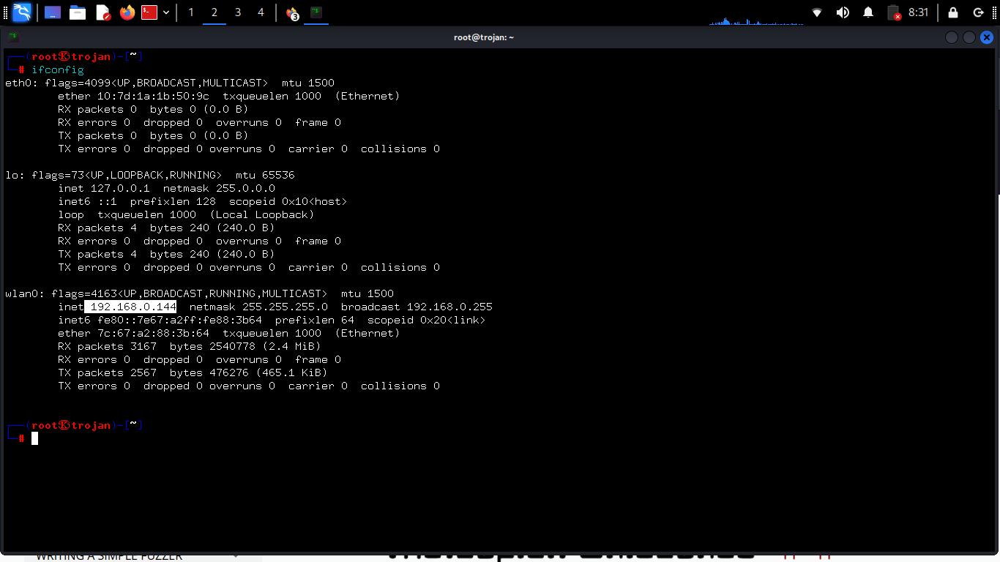 1 2 3 4 3 8:31
root@trojan: ~
┌──(root㉿trojan)-[~]
└─# ifconfig
eth0: flags=4099<UP,BROADCAST,MULTICAST>  mtu 1500
ether 10:7d:1a:1b:50:9c  txqueuelen 1000  (Ethernet)
RX packets 0  bytes 0 (0.0 B)
RX errors 0  dropped 0  overruns 0  frame 0
TX packets 0  bytes 0 (0.0 B)
TX errors 0  dropped 0 overruns 0  carrier 0  collisions 0
lo: flags=73<UP,LOOPBACK,RUNNING>  mtu 65536
inet 127.0.0.1  netmask 255.0.0.0
inet6 ::1  prefixlen 128  scopeid 0x10<host>
loop  txqueuelen 1000  (Local Loopback)
RX packets 4  bytes 240 (240.0 B)
RX errors 0  dropped 0  overruns 0  frame 0
TX packets 4  bytes 240 (240.0 B)
TX errors 0  dropped 0 overruns 0  carrier 0  collisions 0
wlan0: flags=4163<UP,BROADCAST,RUNNING,MULTICAST>  mtu 1500
inet 192.168.0.144  netmask 255.255.255.0  broadcast 192.168.0.255
inet6 fe80::7e67:a2ff:fe88:3b64  prefixlen 64  scopeid 0x20<link>
ether 7c:67:a2:88:3b:64  txqueuelen 1000  (Ethernet)
RX packets 3167  bytes 2540778 (2.4 MiB)
RX errors 0  dropped 0  overruns 0  frame 0
TX packets 2567  bytes 476276 (465.1 KiB)
TX errors 0  dropped 0 overruns 0  carrier 0  collisions 0
┌──(root㉿trojan)-[~]
└─#
WRITING A SIMPLE FUZZER